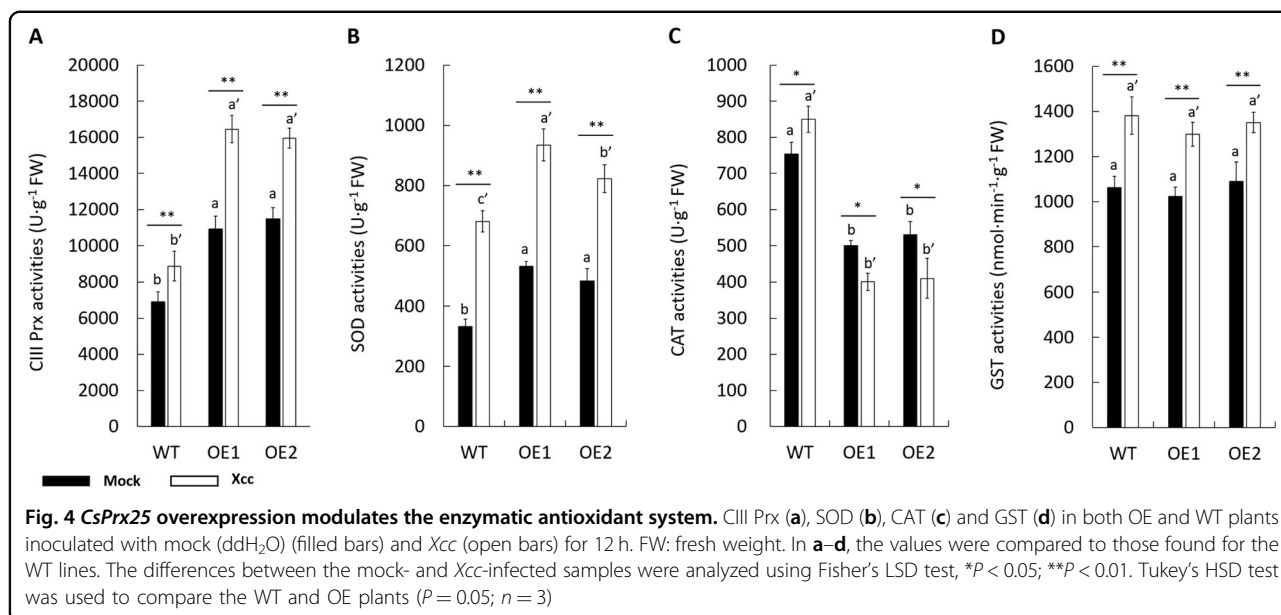 A
B
C
D
CIII Prx activities (U·g⁻¹ FW)
20000
18000
16000
14000
12000
10000
8000
6000
4000
2000
0
**
**
**
b
b′
a
a′
a
a′
WT
OE1
OE2
SOD activities (U·g⁻¹ FW)
1200
1000
800
600
400
200
0
**
**
**
b
c′
a
a′
a
b′
WT
OE1
OE2
CAT activities (U·g⁻¹ FW)
1000
900
800
700
600
500
400
300
200
100
0
*
*
*
a
a′
b
b′
b
b′
WT
OE1
OE2
GST activities (nmol·min⁻¹·g⁻¹ FW)
1600
1400
1200
1000
800
600
400
200
0
**
**
**
a
a′
a
a′
a
a′
WT
OE1
OE2
Mock
Xcc
Fig. 4 CsPrx25 overexpression modulates the enzymatic antioxidant system. CIII Prx (a), SOD (b), CAT (c) and GST (d) in both OE and WT plants
inoculated with mock (ddH₂O) (filled bars) and Xcc (open bars) for 12 h. FW: fresh weight. In a–d, the values were compared to those found for the
WT lines. The differences between the mock- and Xcc-infected samples were analyzed using Fisher's LSD test, *P < 0.05; **P < 0.01. Tukey's HSD test
was used to compare the WT and OE plants (P = 0.05; n = 3)